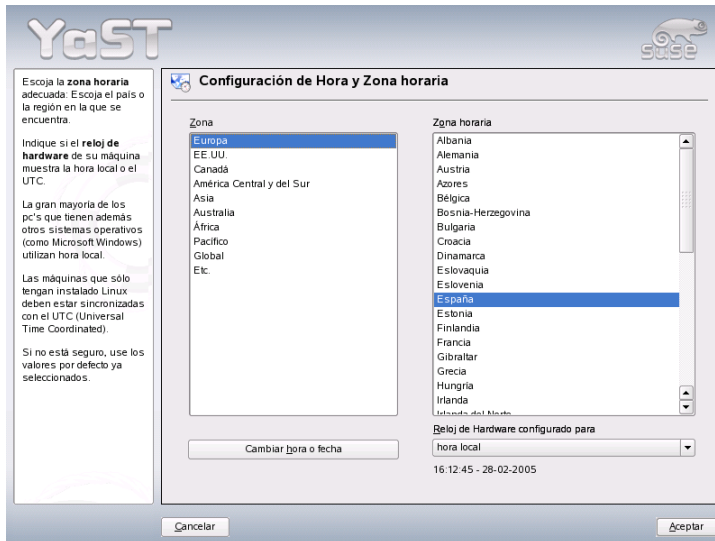 YaST
SUSE
Escoja la zona horaria
adecuada: Escoja el país o
la región en la que se
encuentra.
Indique si el reloj de
hardware de su máquina
muestra la hora local o el
UTC.
La gran mayoría de los
pc's que tienen además
otros sistemas operativos
(como Microsoft Windows)
utilizan hora local.
Las máquinas que sólo
tengan instalado Linux
deben estar sincronizadas
con el UTC (Universal
Time Coordinated).
Si no está seguro, use los
valores por defecto ya
seleccionados.
Configuración de Hora y Zona horaria
Zona
Europa
EE.UU.
Canadá
América Central y del Sur
Asia
Australia
África
Pacífico
Global
Etc.
Cambiar hora o fecha
Zona horaria
Albania
Alemania
Austria
Azores
Bélgica
Bosnia-Herzegovina
Bulgaria
Croacia
Dinamarca
Eslovaquia
Eslovenia
España
Estonia
Finlandia
Francia
Gibraltar
Grecia
Hungría
Irlanda
Irlanda del Norte
Reloj de Hardware configurado para
hora local
16:12:45 - 28-02-2005
Cancelar
Aceptar